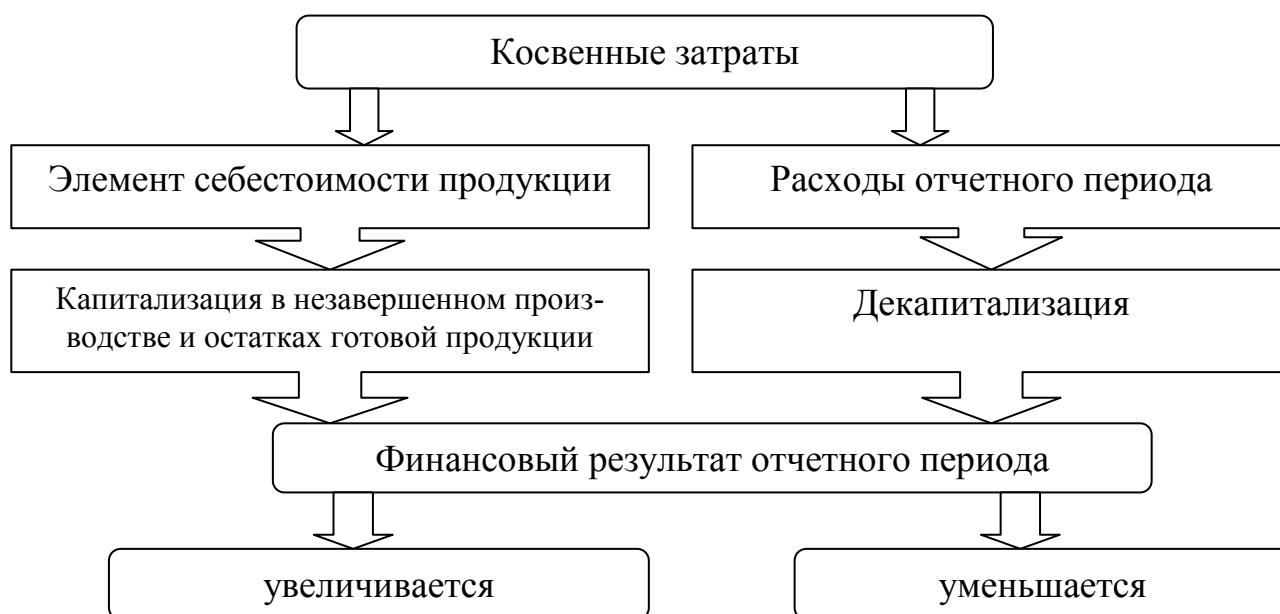 Косвенные затраты
Элемент себестоимости продукции
Расходы отчетного периода
Капитализация в незавершенном произ-
водстве и остатках готовой продукции
Декапитализация
Финансовый результат отчетного периода
увеличивается
уменьшается